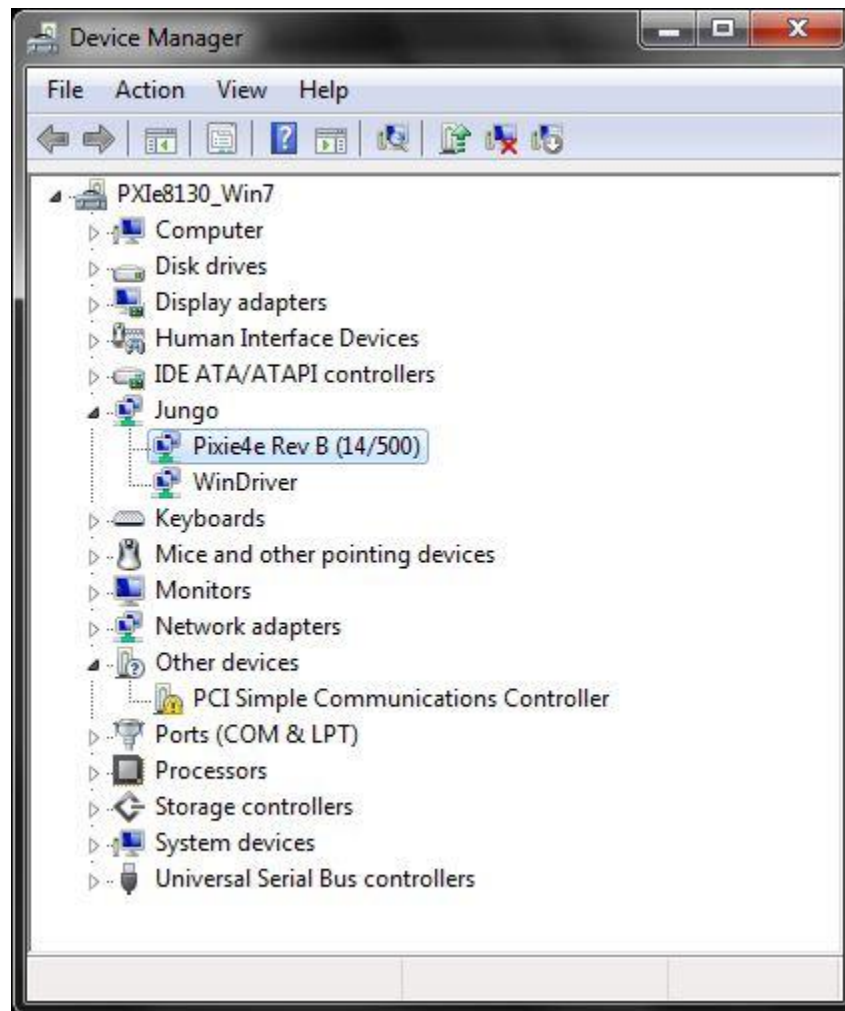 Device Manager
File Action View Help
PXIe8130_Win7
Computer
Disk drives
Display adapters
Human Interface Devices
IDE ATA/ATAPI controllers
Jungo
Pixie4e Rev B (14/500)
WinDriver
Keyboards
Mice and other pointing devices
Monitors
Network adapters
Other devices
PCI Simple Communications Controller
Ports (COM & LPT)
Processors
Storage controllers
System devices
Universal Serial Bus controllers